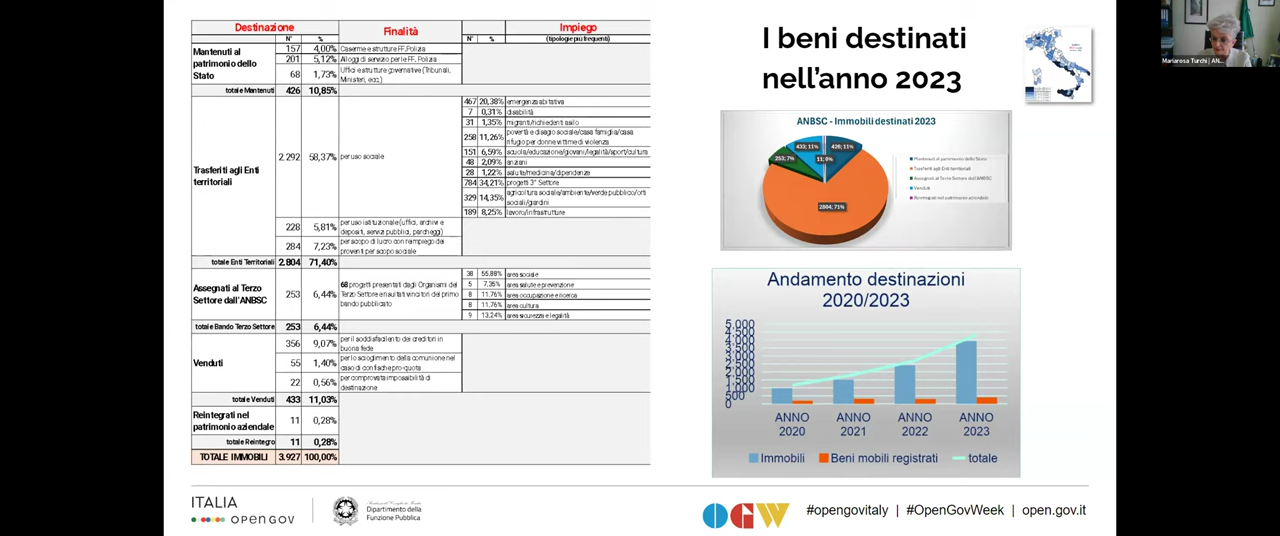 Destinazione
Finalità
Impiego
N° %
N° %
(tipologie più frequenti)
Mantenuti al patrimonio dello Stato
157 4,00% Caserme e strutture FF.Polizia
201 5,12% Alloggi di servizio per le FF. Polizia
68 1,73% Uffici e strutture governative (Tribunali, Ministeri, ecc.)
totale Mantenuti 426 10,85%
Trasferiti agli Enti territoriali
2.292 58,37% per uso sociale
467 20,38% emergenza abitativa
7 0,31% disabilità
31 1,35% migranti/richiedenti asilo
258 11,26% povertà e disagio sociale/casa famiglia/casa rifugio per donne vittime di violenza
151 6,59% scuola/educazione/giovani/legalità/sport/cultura
48 2,09% anziani
28 1,22% salute/medicina/dipendenze
784 34,21% progetti 3° Settore
329 14,35% agricoltura sociale/ambiente/verde pubblico/orti sociali/giardini
189 8,25% lavoro/infrastrutture
228 5,81% per uso istituzionale (uffici, archivi e depositi, servizi pubblici, parcheggi)
284 7,23% per scopo di lucro con reimpiego dei proventi per scopo sociale
totale Enti Territoriali 2.804 71,40%
Assegnati al Terzo Settore dall'ANBSC
253 6,44% 68 progetti presentati dagli Organismi del Terzo Settore e risultati vincitori del primo bando pubblicato
38 55,88% area sociale
5 7,35% area salute e prevenzione
8 11,76% area occupazione e ricerca
8 11,76% area cultura
9 13,24% area sicurezza e legalità
totale Bando Terzo Settore 253 6,44%
Venduti
356 9,07% per il soddisfacimento dei creditori in buona fede
55 1,40% per lo scioglimento della comunione nel caso di confische pro-quota
22 0,56% per comprovata impossibilità di destinazione
totale Venduti 433 11,03%
Reintegrati nel patrimonio aziendale
11 0,28%
totale Reintegro 11 0,28%
TOTALE IMMOBILI 3.927 100,00%
I beni destinati
nell'anno 2023
Mariarosa Turchi | AN...
ANBSC - Immobili destinati 2023
433; 11%
426; 11%
253; 7%
11; 0%
2804; 71%
Mantenuti al patrimonio dello Stato
Trasferiti agli Enti territoriali
Assegnati al Terzo Settore dall'ANBSC
Venduti
Reintegrati nel patrimonio aziendale
Andamento destinazioni
2020/2023
5.000
4.500
4.000
3.500
3.000
2.500
2.000
1.500
1.000
500
0
ANNO 2020
ANNO 2021
ANNO 2022
ANNO 2023
Immobili
Beni mobili registrati
totale
ITALIA
OPEN GOV
Dipartimento della
Funzione Pubblica
OGW
#opengovitaly | #OpenGovWeek | open.gov.it